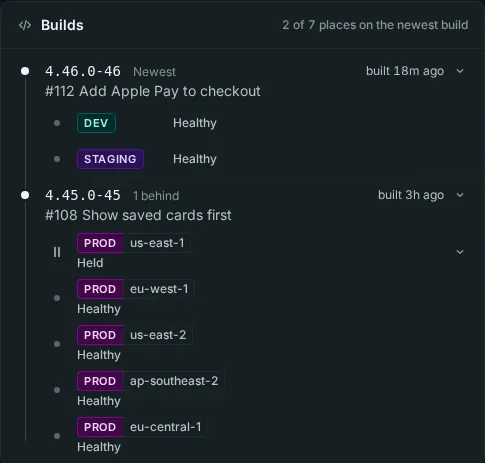 Builds 2 of 7 places on the newest build
4.46.0-46 Newest built 18m ago
#112 Add Apple Pay to checkout
DEV Healthy
STAGING Healthy
4.45.0-45 1 behind built 3h ago
#108 Show saved cards first
PROD us-east-1
Held
PROD eu-west-1
Healthy
PROD us-east-2
Healthy
PROD ap-southeast-2
Healthy
PROD eu-central-1
Healthy